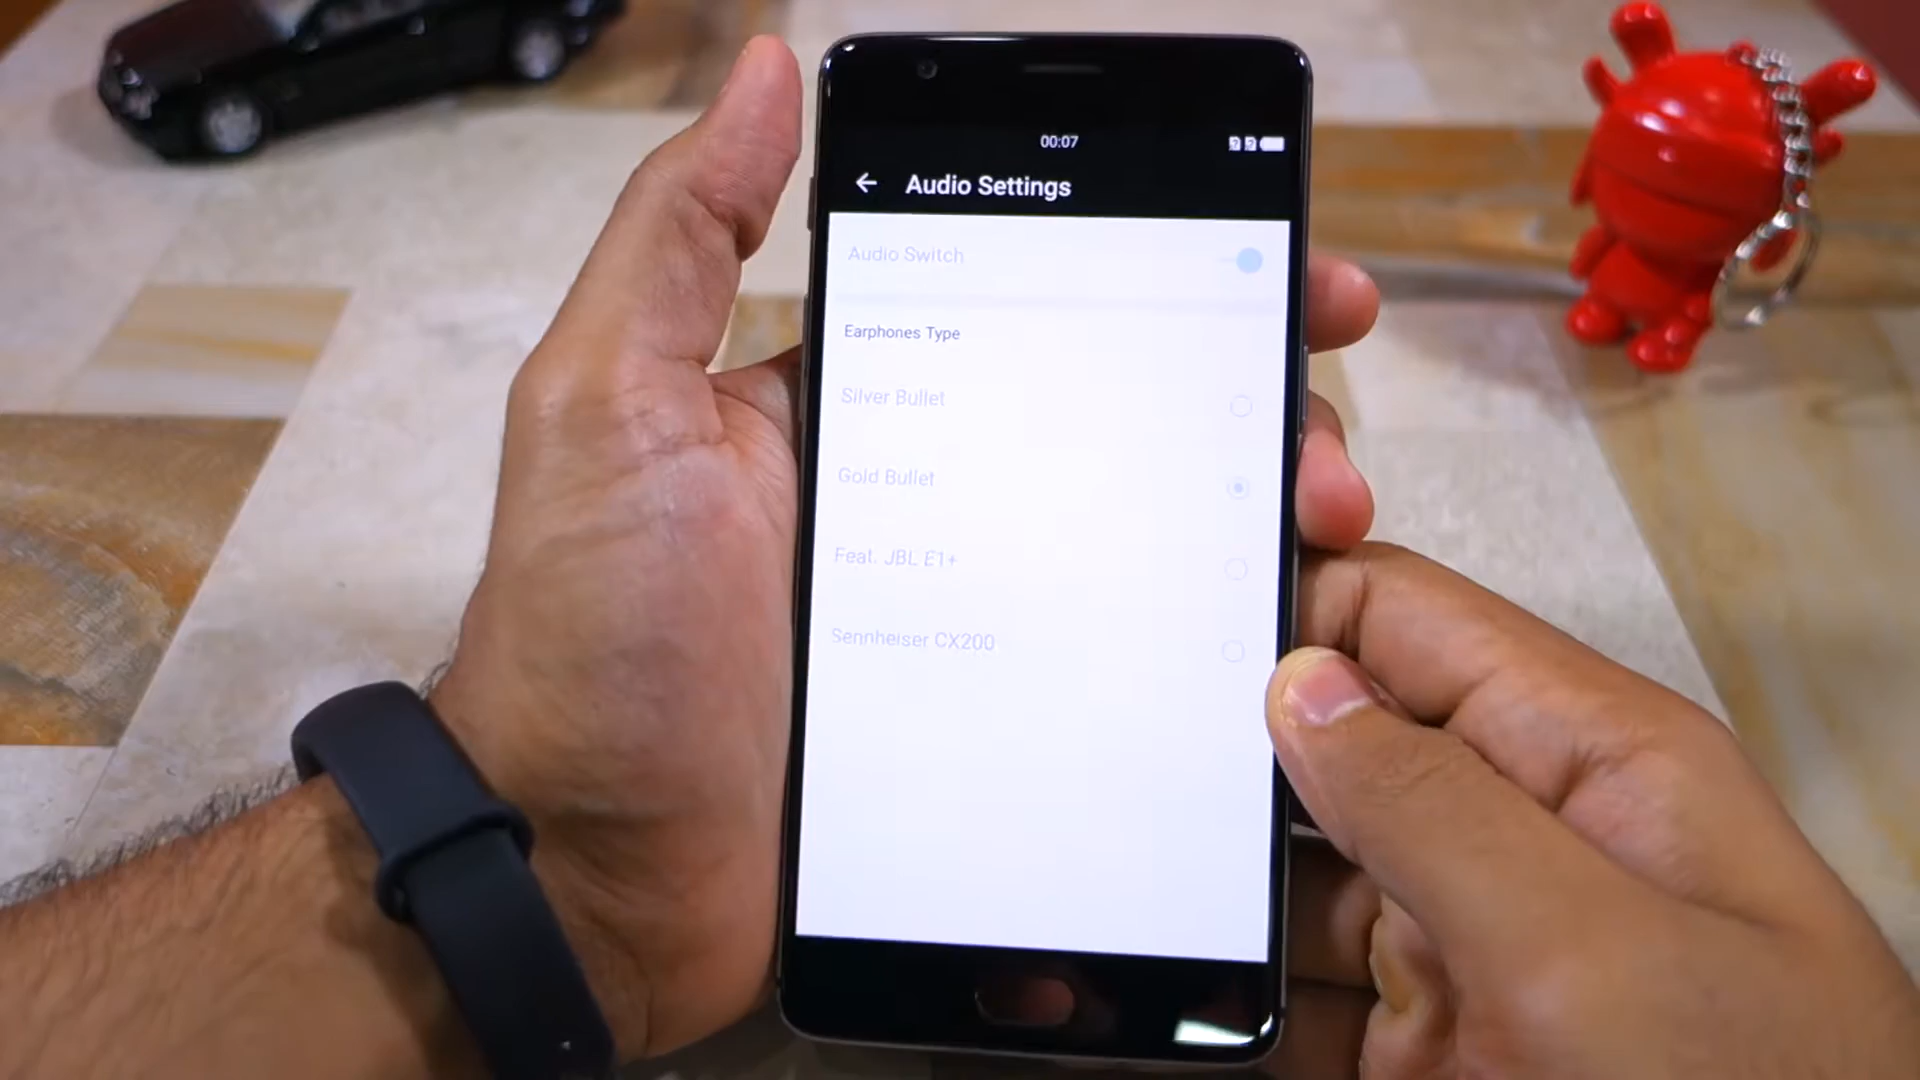 00:07
Audio Settings
Audio Switch
Earphones Type
Silver Bullet
Gold Bullet
Feat. JBL E1+
Sennheiser CX200